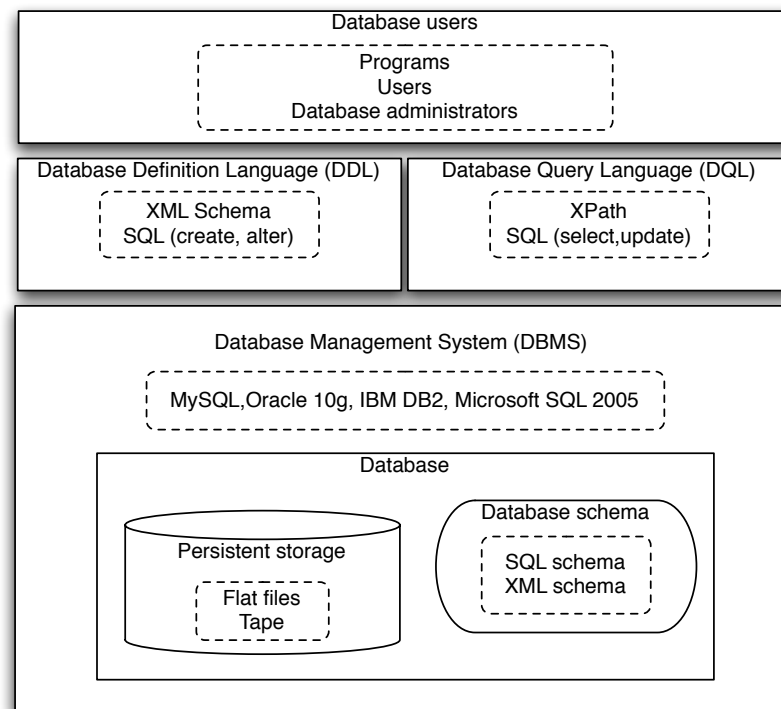 Database users
Programs
Users
Database administrators
Database Definition Language (DDL)
XML Schema
SQL (create, alter)
Database Query Language (DQL)
XPath
SQL (select,update)
Database Management System (DBMS)
MySQL,Oracle 10g, IBM DB2, Microsoft SQL 2005
Database
Persistent storage
Flat files
Tape
Database schema
SQL schema
XML schema